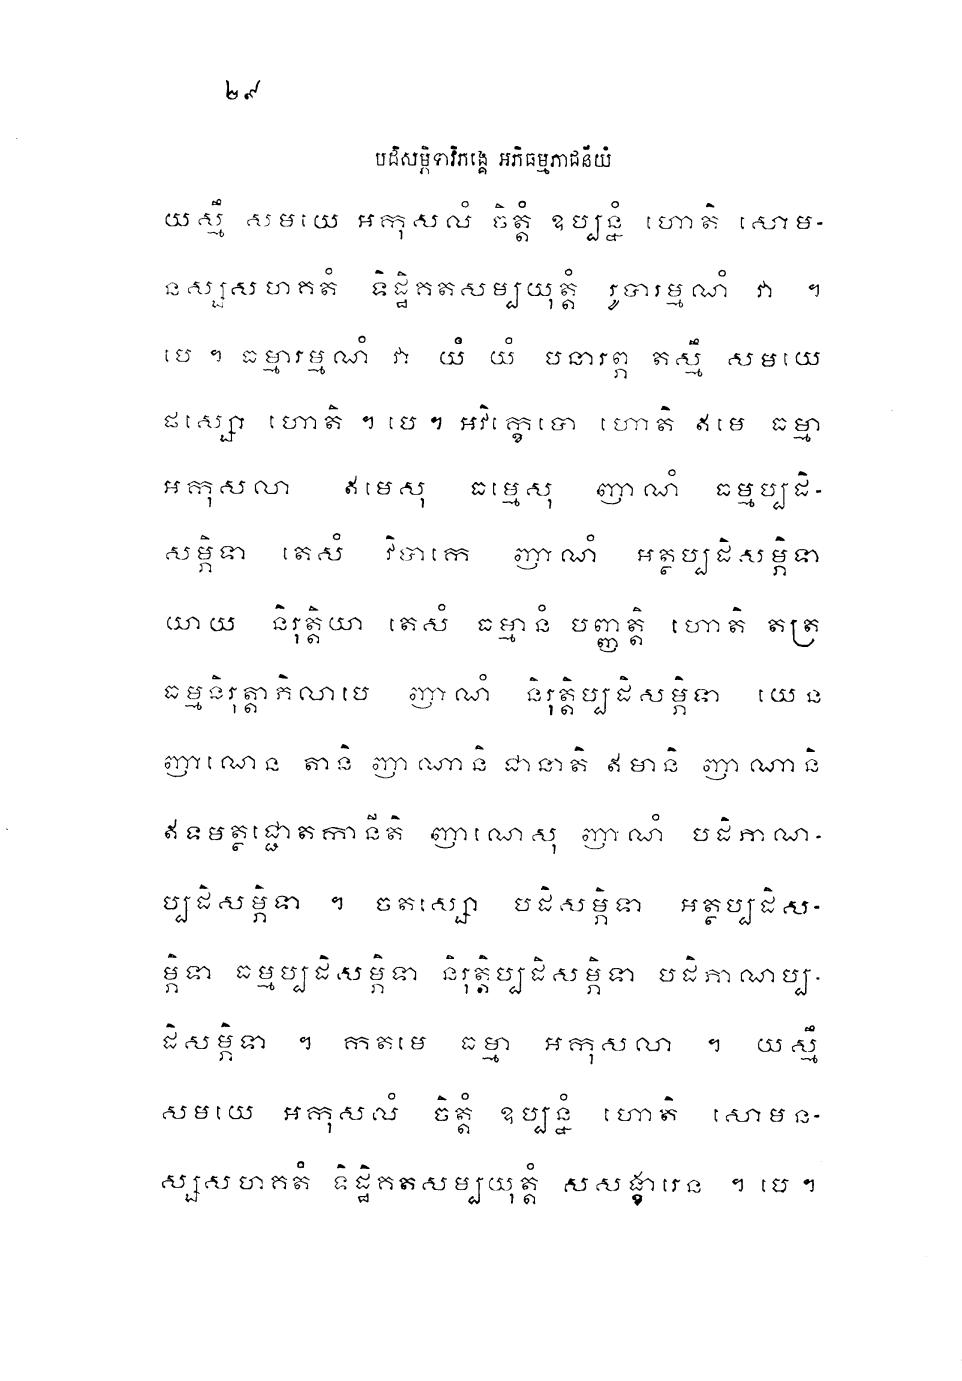 ២៩
បដិសម្ភិទាវិភង្គេ អភិធម្មភាជនីយំ
យស្មឹ សមយេ អកុសលំ ចិត្តំ ឧប្បន្នំ ហោតិ សោម-
នស្សសហគតំ ទិដ្ឋិគតសម្បយុត្តំ រូបារម្មណំ វា ។
បេ ។ ធម្មារម្មណំ វា យំ យំ បនារព្ភ តស្មឹ សមយេ
ផស្សោ ហោតិ ។ បេ ។ អវិក្ខេបោ ហោតិ ឥមេ ធម្មា
អកុសលា ឥមេសុ ធម្មេសុ ញាណំ ធម្មប្បដិ-
សម្ភិទា តេសំ វិបាកេ ញាណំ អត្ថប្បដិសម្ភិទា
យាយ និរុត្តិយា តេសំ ធម្មានំ បញ្ញត្តិ ហោតិ តត្រ
ធម្មនិរុត្តាភិលាបេ ញាណំ និរុត្តិប្បដិសម្ភិទា យេន
ញាណេន តានិ ញាណានិ ជានាតិ ឥមានិ ញាណានិ
ឥទមត្ថជ្ជោតកានីតិ ញាណេសុ ញាណំ បដិភាណ-
ប្បដិសម្ភិទា ។ ចតស្សោ បដិសម្ភិទា អត្ថប្បដិស-
ម្ភិទា ធម្មប្បដិសម្ភិទា និរុត្តិប្បដិសម្ភិទា បដិភាណប្ប-
ដិសម្ភិទា ។ កតមេ ធម្មា អកុសលា ។ យស្មឹ
សមយេ អកុសលំ ចិត្តំ ឧប្បន្នំ ហោតិ សោមន-
ស្សសហគតំ ទិដ្ឋិគតសម្បយុត្តំ សសង្ខារេន ។ បេ ។